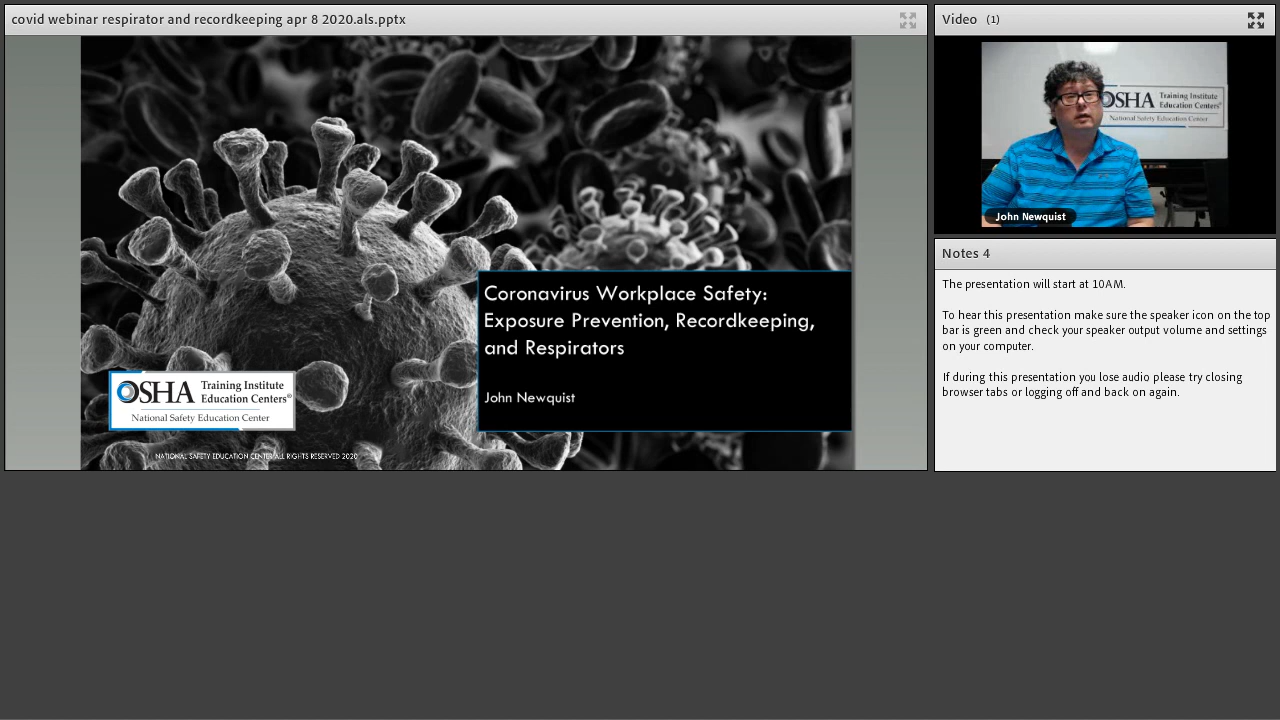 covid webinar respirator and recordkeeping apr 8 2020.als.pptx
Coronavirus Workplace Safety:
Exposure Prevention, Recordkeeping,
and Respirators
John Newquist
OSHA Training Institute
Education Centers®
National Safety Education Center
NATIONAL SAFETY EDUCATION CENTER ALL RIGHTS RESERVED 2020
Video (1)
OSHA Training Institute
Education Centers®
National Safety Education Center
John Newquist
Notes 4
The presentation will start at 10AM.
To hear this presentation make sure the speaker icon on the top
bar is green and check your speaker output volume and settings
on your computer.
If during this presentation you lose audio please try closing
browser tabs or logging off and back on again.